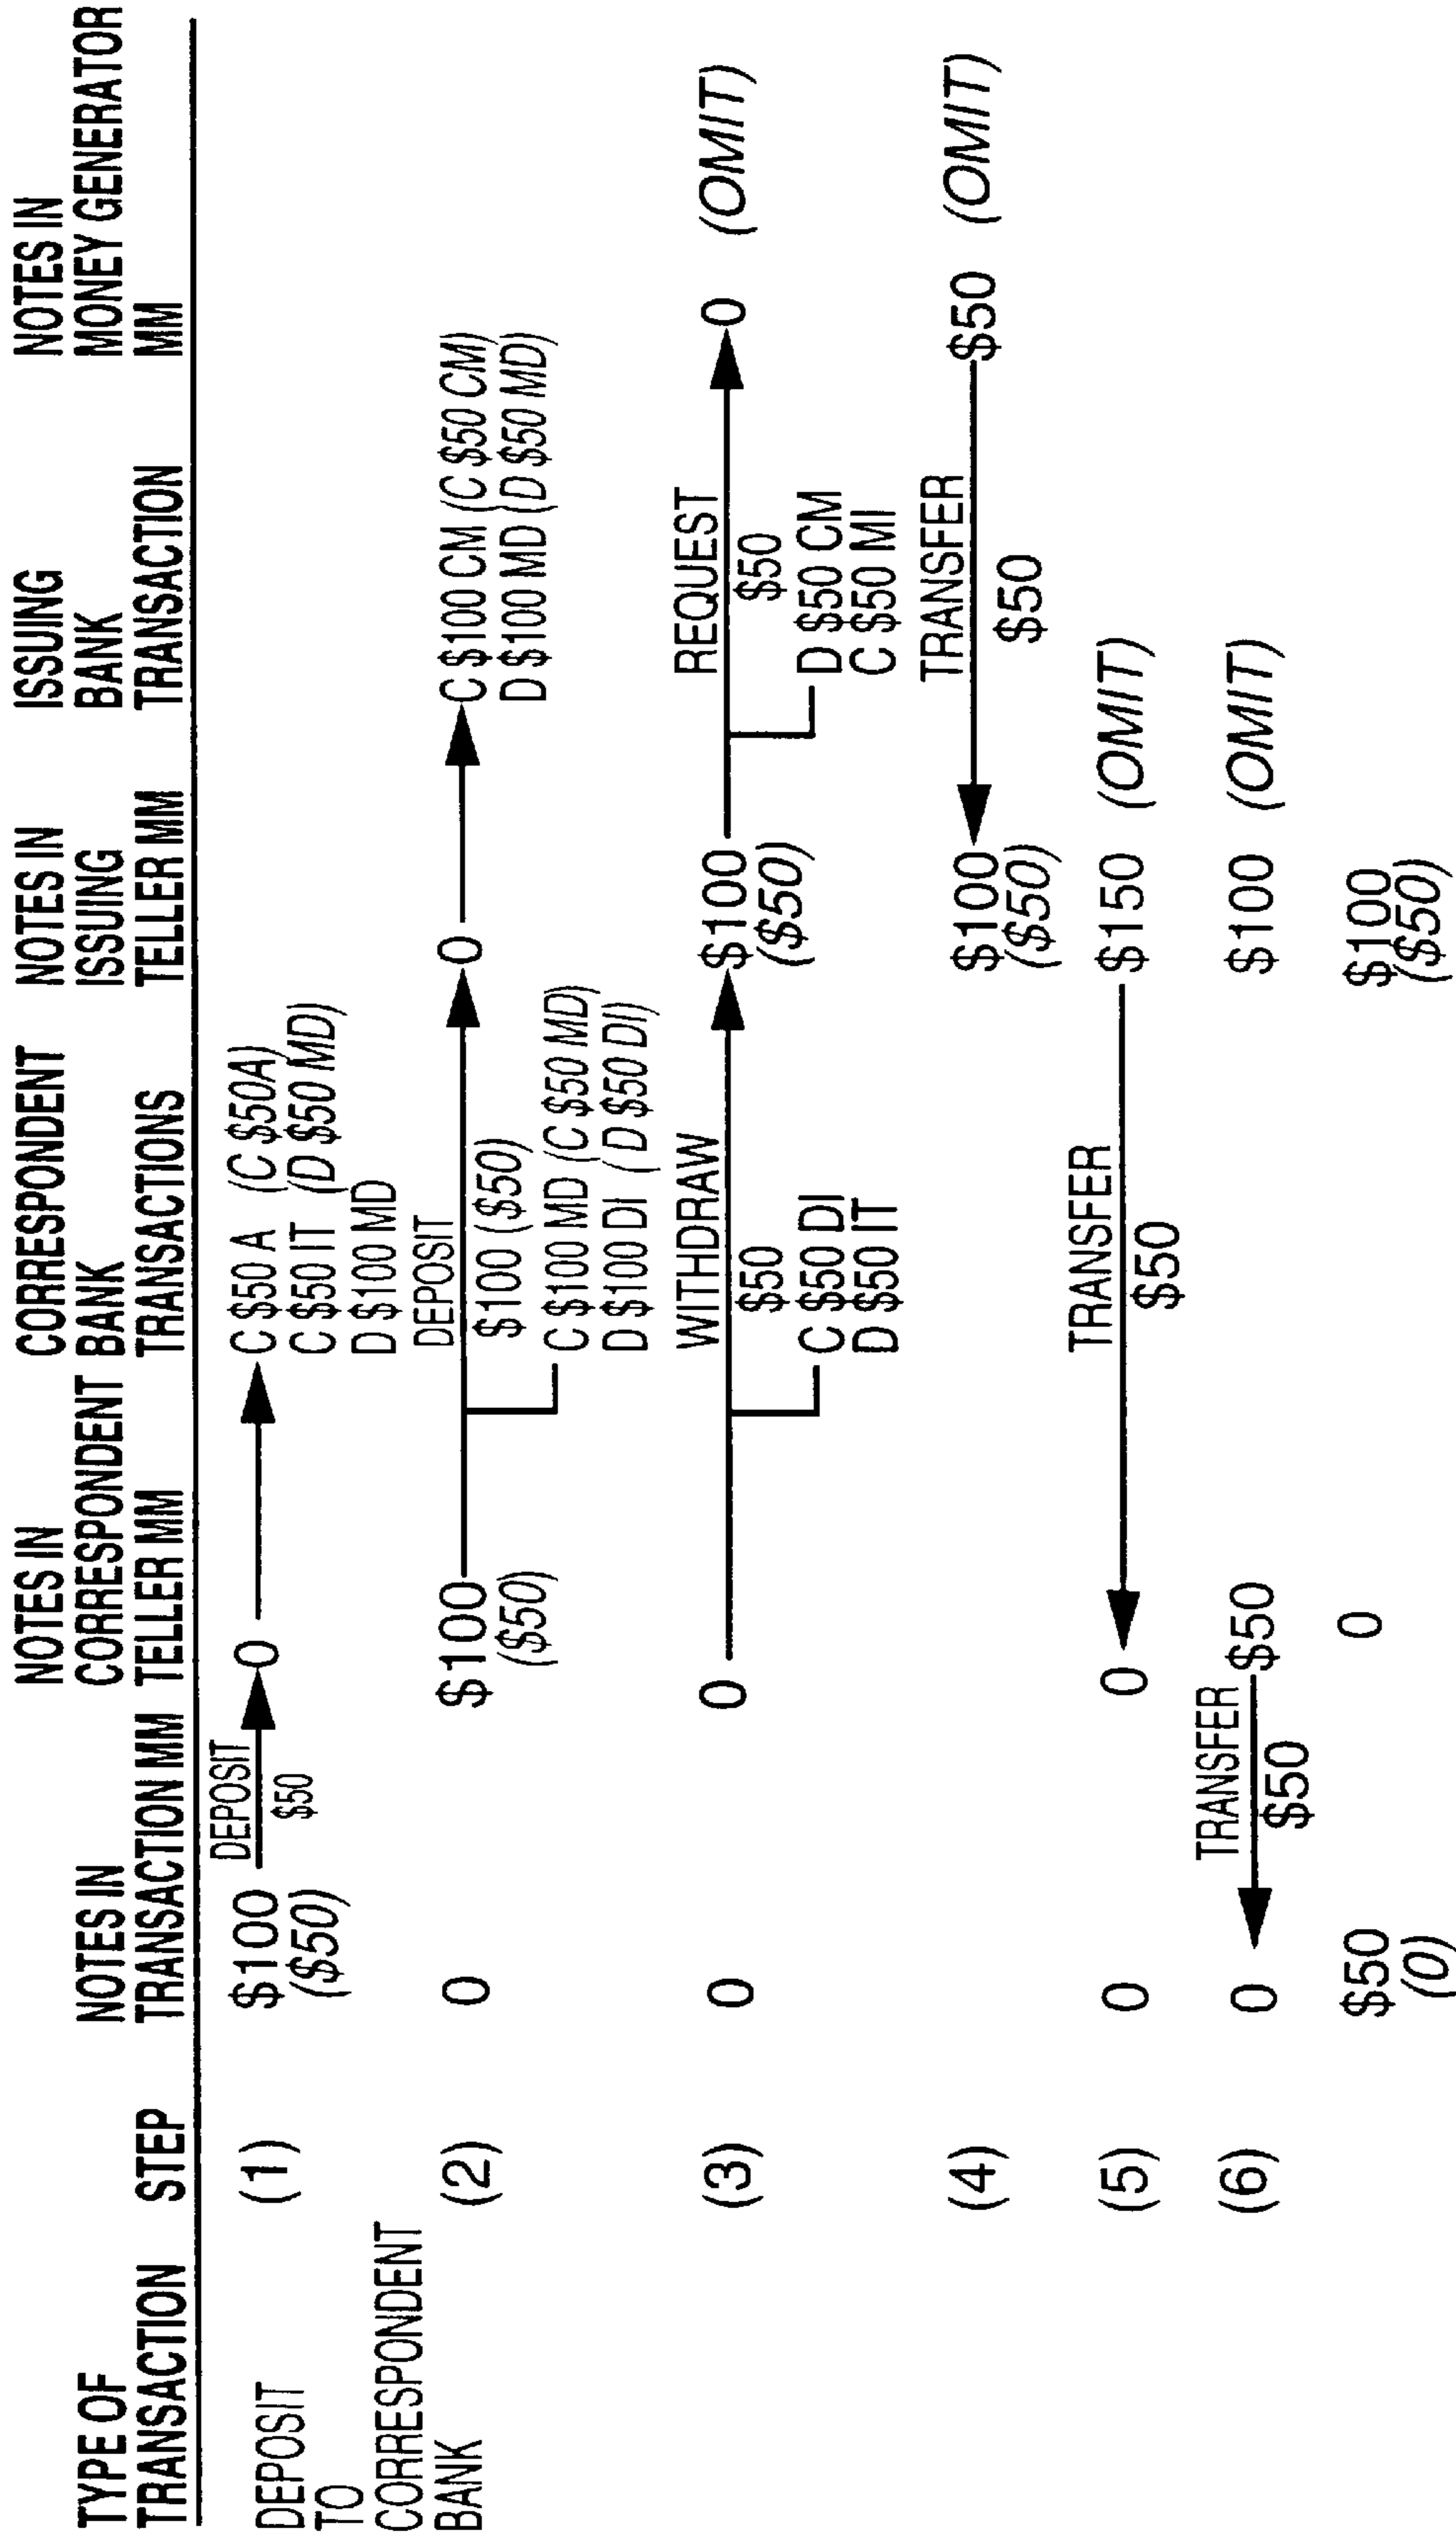 TYPE OF
TRANSACTION
STEP
NOTES IN
TRANSACTION MM
NOTES IN
CORRESPONDENT
TELLER MM
CORRESPONDENT
BANK
TRANSACTIONS
NOTES IN
ISSUING
TELLER MM
ISSUING
BANK
TRANSACTION
NOTES IN
MONEY GENERATOR
MM
DEPOSIT
TO
CORRESPONDENT
BANK
(1)
$100
($50)
DEPOSIT
$50
0
C $50 A (C $50A)
C $50 IT (D $50 MD)
D $100 MD
(2)
0
$100
($50)
DEPOSIT
$100 ($50)
C $100 MD (C $50 MD)
D $100 DI (D $50 DI)
0
C $100 CM (C $50 CM)
D $100 MD (D $50 MD)
(3)
0
0
WITHDRAW
$50
C $50 DI
D $50 IT
$100
($50)
REQUEST
$50
D $50 CM
C $50 MI
0 (OMIT)
(4)
$100
($50)
TRANSFER
$50
$50 (OMIT)
(5)
0
0
TRANSFER
$50
$150 (OMIT)
(6)
0
TRANSFER
$50
$50
$100 (OMIT)
$50
(0)
0
$100
($50)